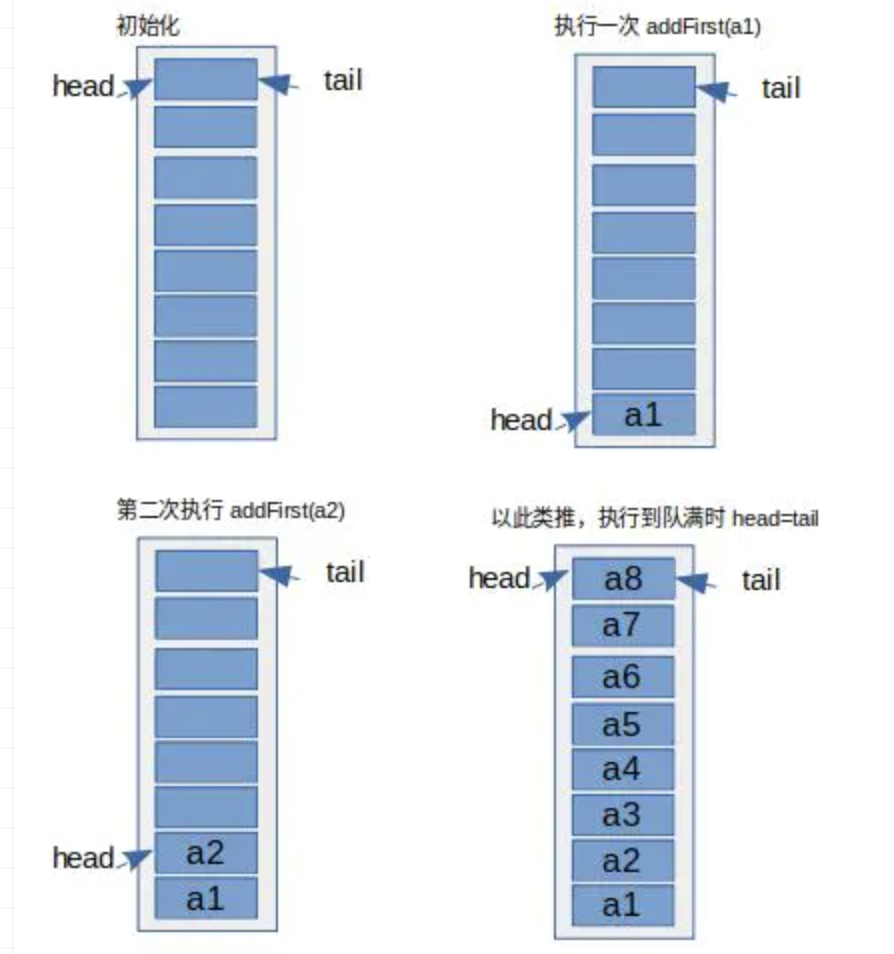 初始化
head
tail
执行一次 addFirst(a1)
tail
head
a1
第二次执行 addFirst(a2)
tail
head
a2
a1
以此类推，执行到队满时 head=tail
head
a8
tail
a7
a6
a5
a4
a3
a2
a1